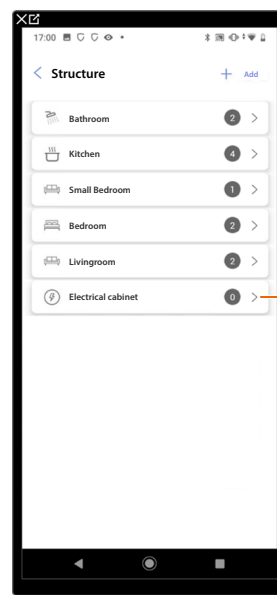 17:00
Structure
+ Add
Bathroom 2
Kitchen 4
Small Bedroom 1
Bedroom 2
Livingroom 2
Electrical cabinet 0